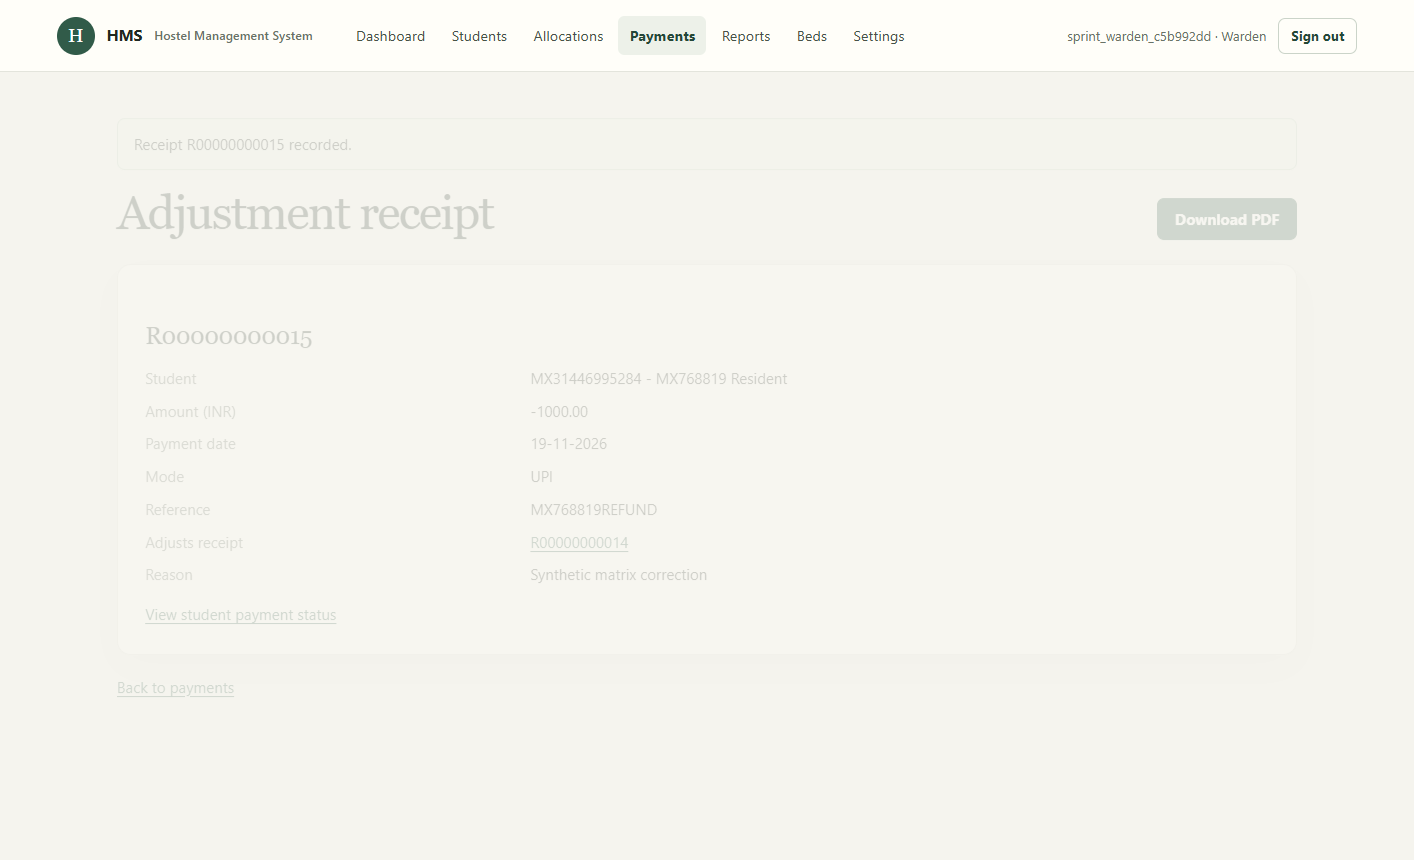 H HMS Hostel Management System Dashboard Students Allocations Payments Reports Beds Settings sprint_warden_c5b992dd · Warden Sign out
Receipt R00000000015 recorded.
Adjustment receipt Download PDF
R00000000015
Student MX31446995284 - MX768819 Resident
Amount (INR) -1000.00
Payment date 19-11-2026
Mode UPI
Reference MX768819REFUND
Adjusts receipt R00000000014
Reason Synthetic matrix correction
View student payment status
Back to payments